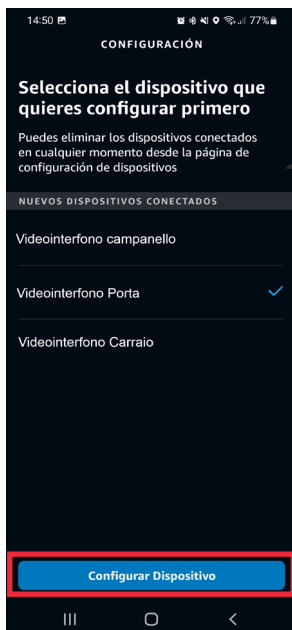 14:50 77%
CONFIGURACIÓN
Selecciona el dispositivo que
quieres configurar primero
Puedes eliminar los dispositivos conectados
en cualquier momento desde la página de
configuración de dispositivos
NUEVOS DISPOSITIVOS CONECTADOS
Videointerfono campanello
Videointerfono Porta
Videointerfono Carraio
Configurar Dispositivo